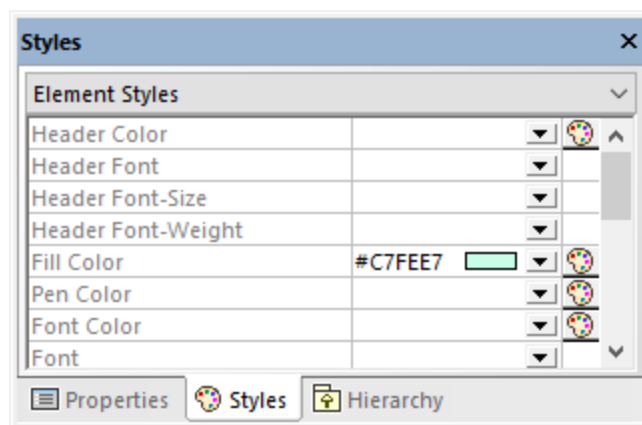 Styles
Element Styles
Header Color
Header Font
Header Font-Size
Header Font-Weight
Fill Color #C7FEE7
Pen Color
Font Color
Font
Properties Styles Hierarchy